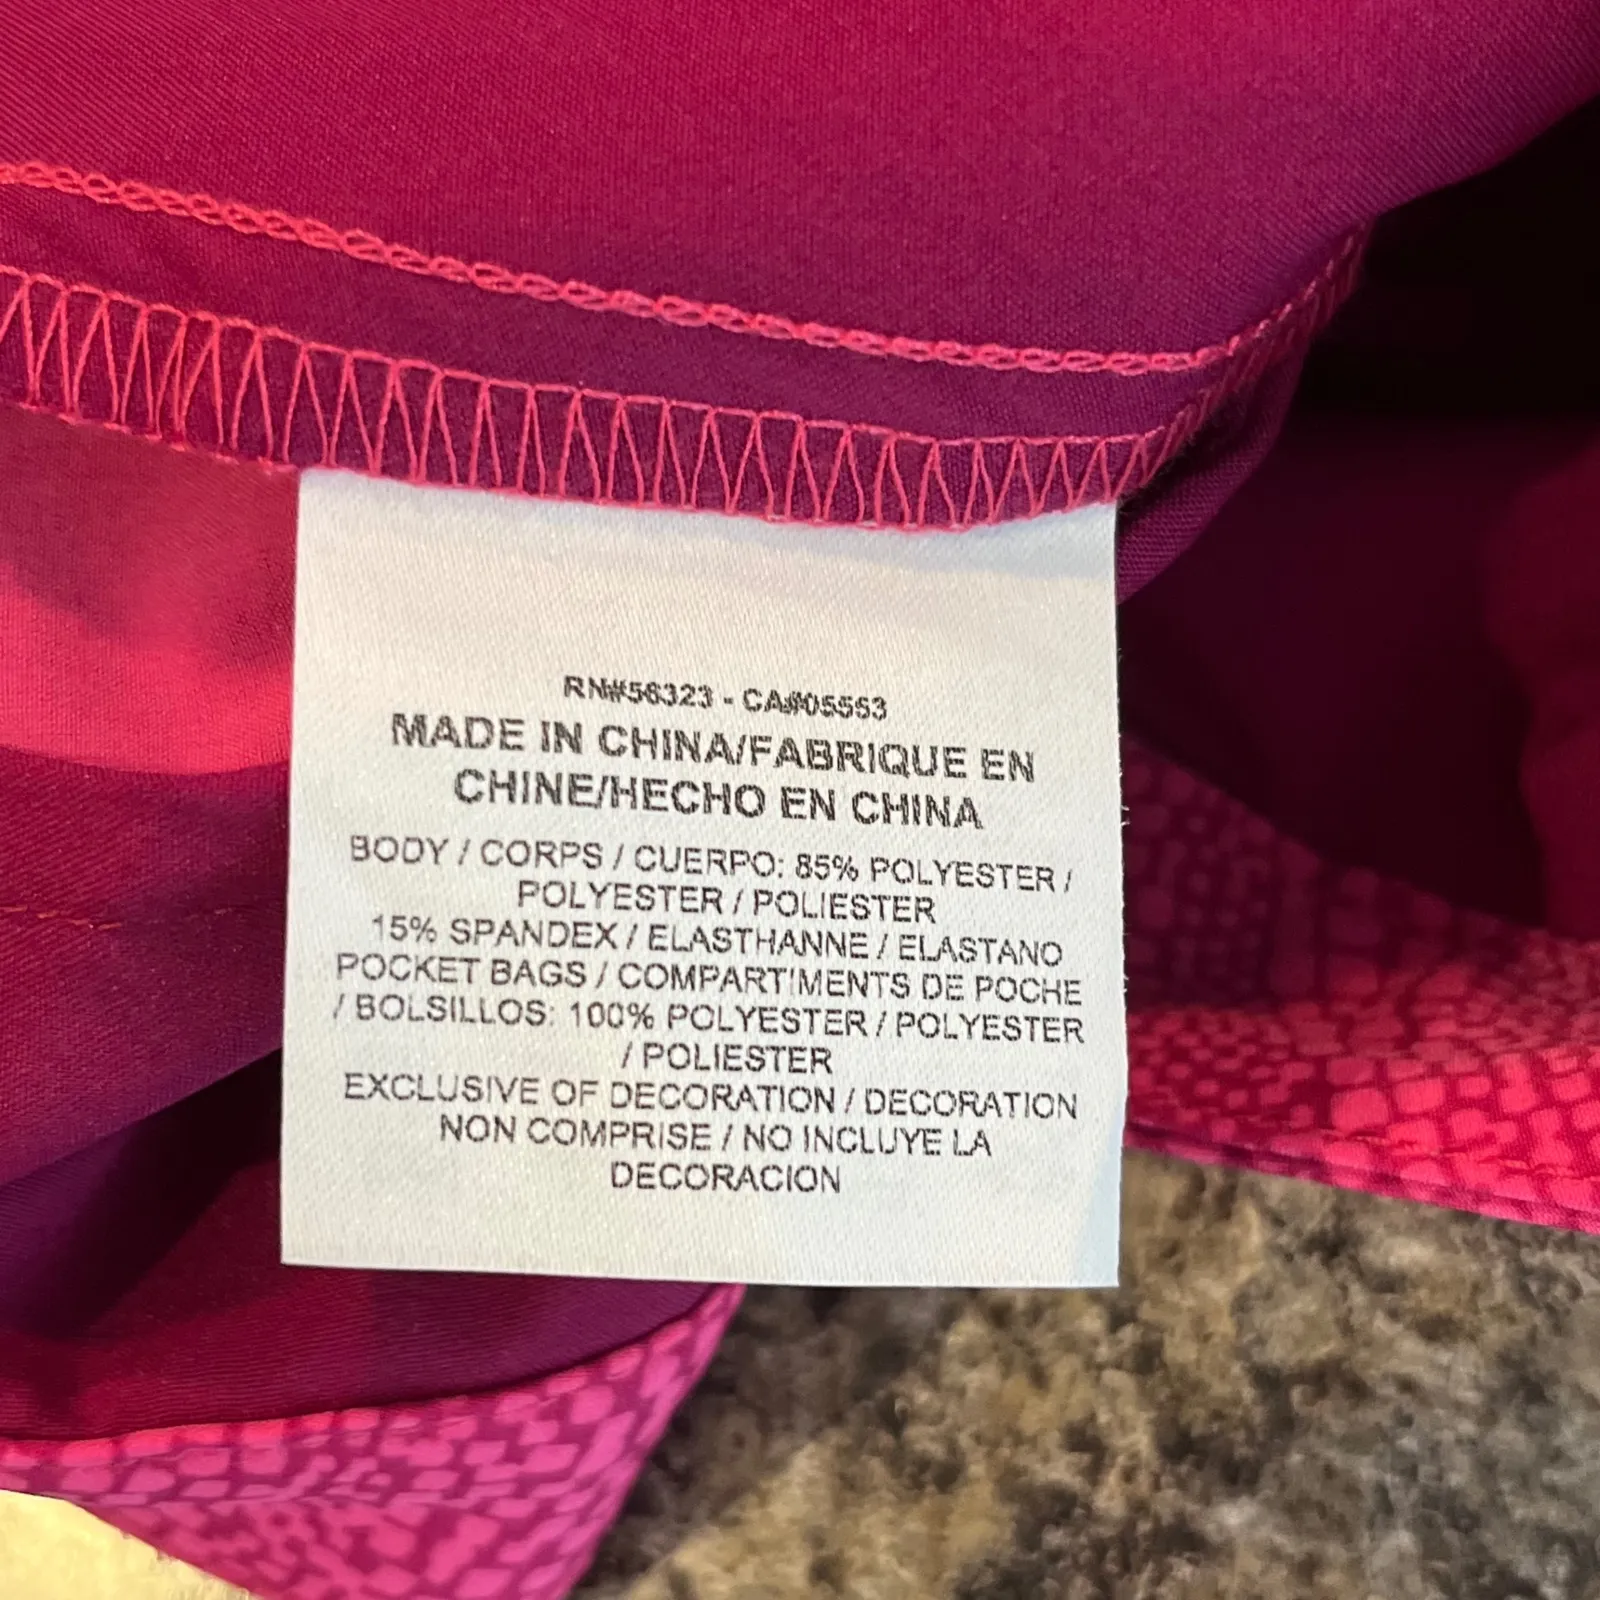 RN#56323 - CA#05553
MADE IN CHINA/FABRIQUE EN
CHINE/HECHO EN CHINA
BODY / CORPS / CUERPO: 85% POLYESTER /
POLYESTER / POLIESTER
15% SPANDEX / ELASTHANNE / ELASTANO
POCKET BAGS / COMPARTIMENTS DE POCHE
/ BOLSILLOS: 100% POLYESTER / POLYESTER
/ POLIESTER
EXCLUSIVE OF DECORATION / DECORATION
NON COMPRISE / NO INCLUYE LA
DECORACION